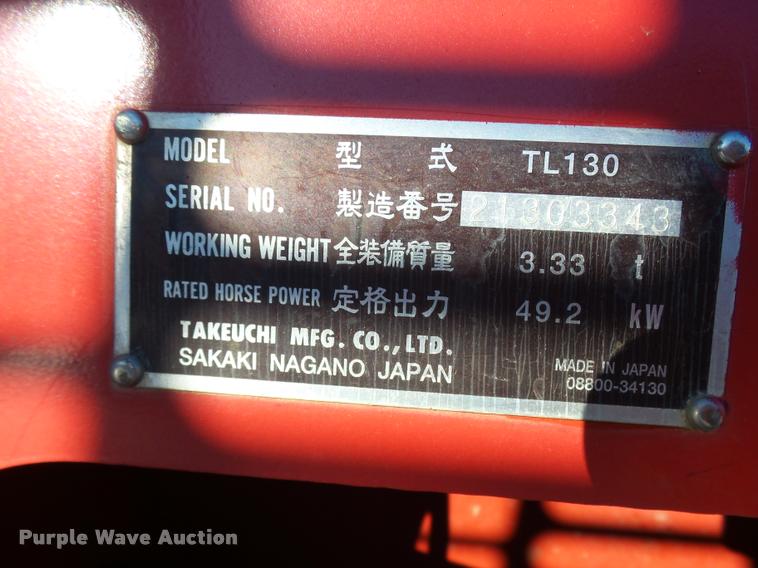 MODEL 型 式 TL130
SERIAL NO. 製造番号 21303343
WORKING WEIGHT 全装備質量 3.33 t
RATED HORSE POWER 定格出力 49.2 kW
TAKEUCHI MFG. CO., LTD.
SAKAKI NAGANO JAPAN
MADE IN JAPAN
08800-34130
Purple Wave Auction